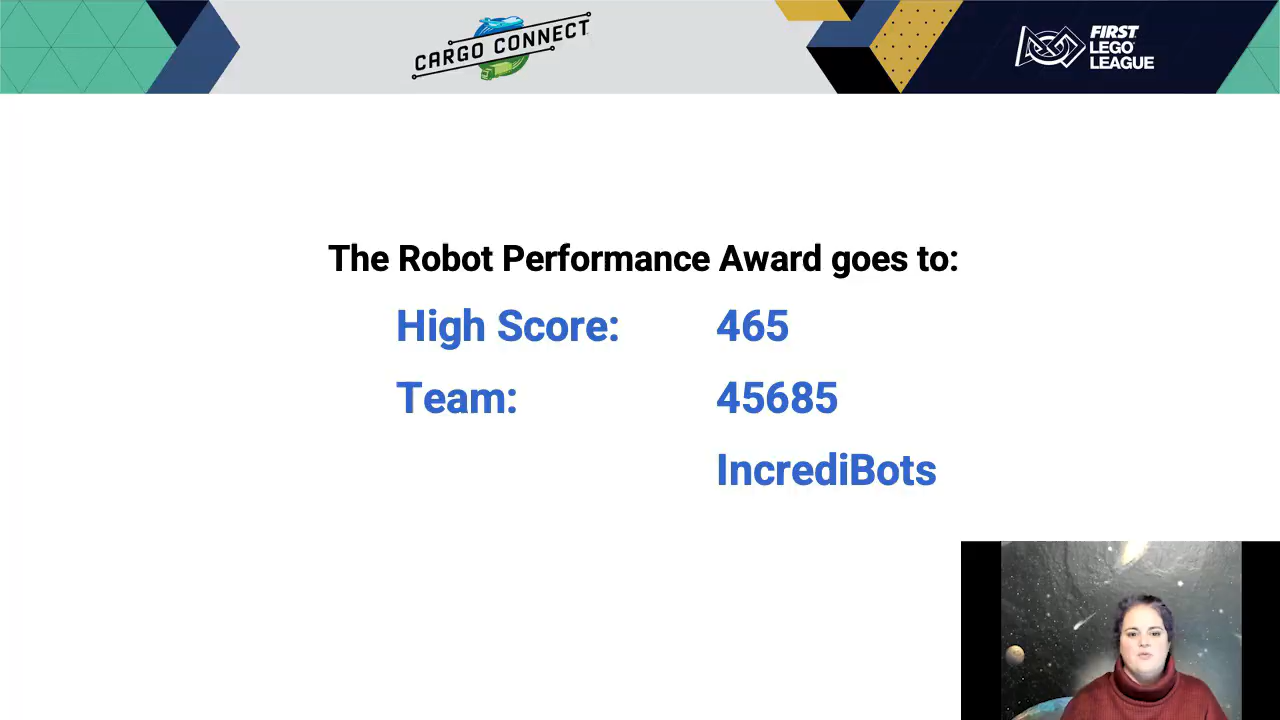 CARGO CONNECT
FIRST
LEGO
LEAGUE
The Robot Performance Award goes to:
High Score: 465
Team: 45685
IncrediBots